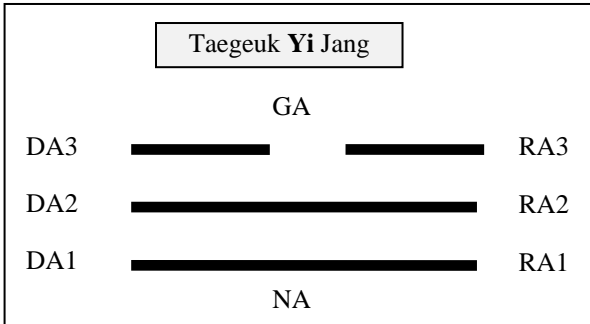 Taegeuk Yi Jang
GA
DA3 RA3
DA2 RA2
DA1 RA1
NA